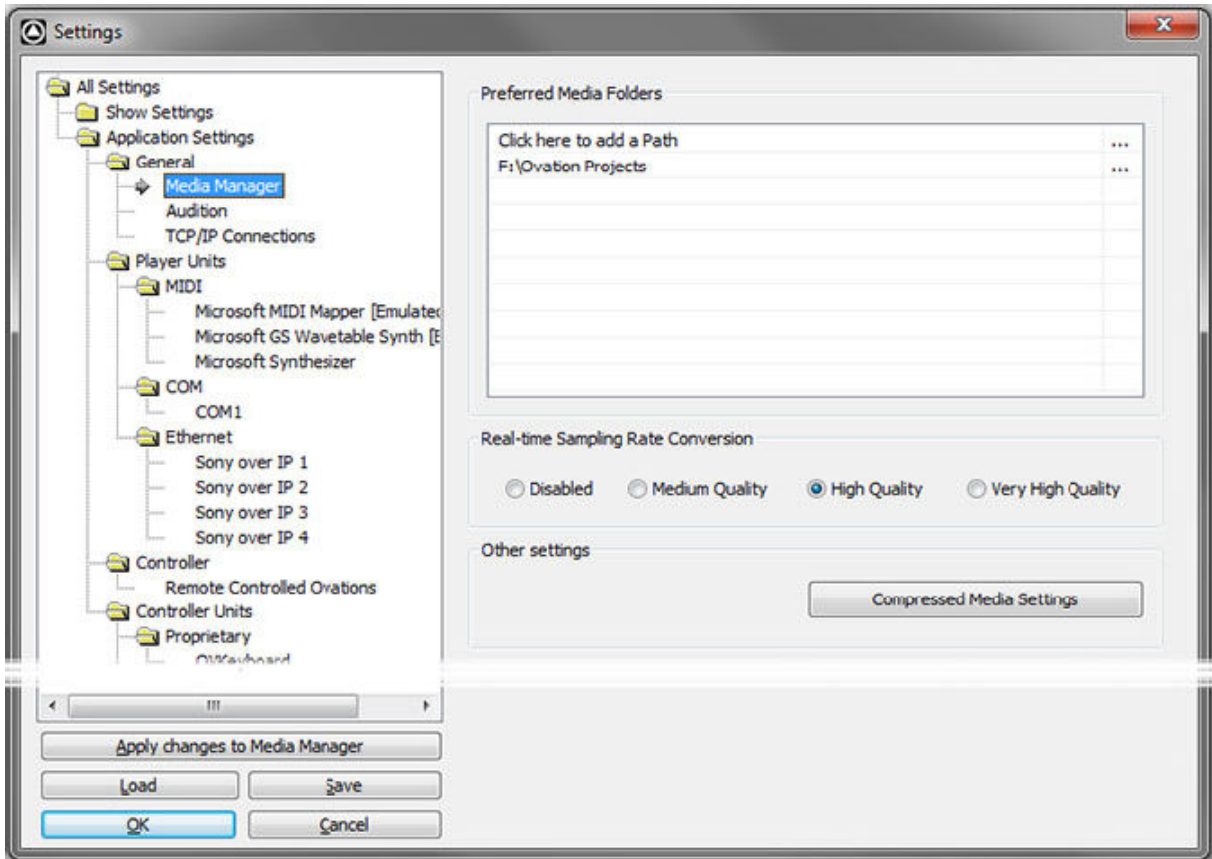 Settings
All Settings
Show Settings
Application Settings
General
Media Manager
Audition
TCP/IP Connections
Player Units
MIDI
Microsoft MIDI Mapper [Emulated
Microsoft GS Wavetable Synth [E
Microsoft Synthesizer
COM
COM1
Ethernet
Sony over IP 1
Sony over IP 2
Sony over IP 3
Sony over IP 4
Controller
Remote Controlled Ovations
Controller Units
Proprietary
OVKeyboard
Apply changes to Media Manager
Load Save
OK Cancel
Preferred Media Folders
Click here to add a Path ...
F:\Ovation Projects ...
Real-time Sampling Rate Conversion
Disabled Medium Quality High Quality Very High Quality
Other settings
Compressed Media Settings